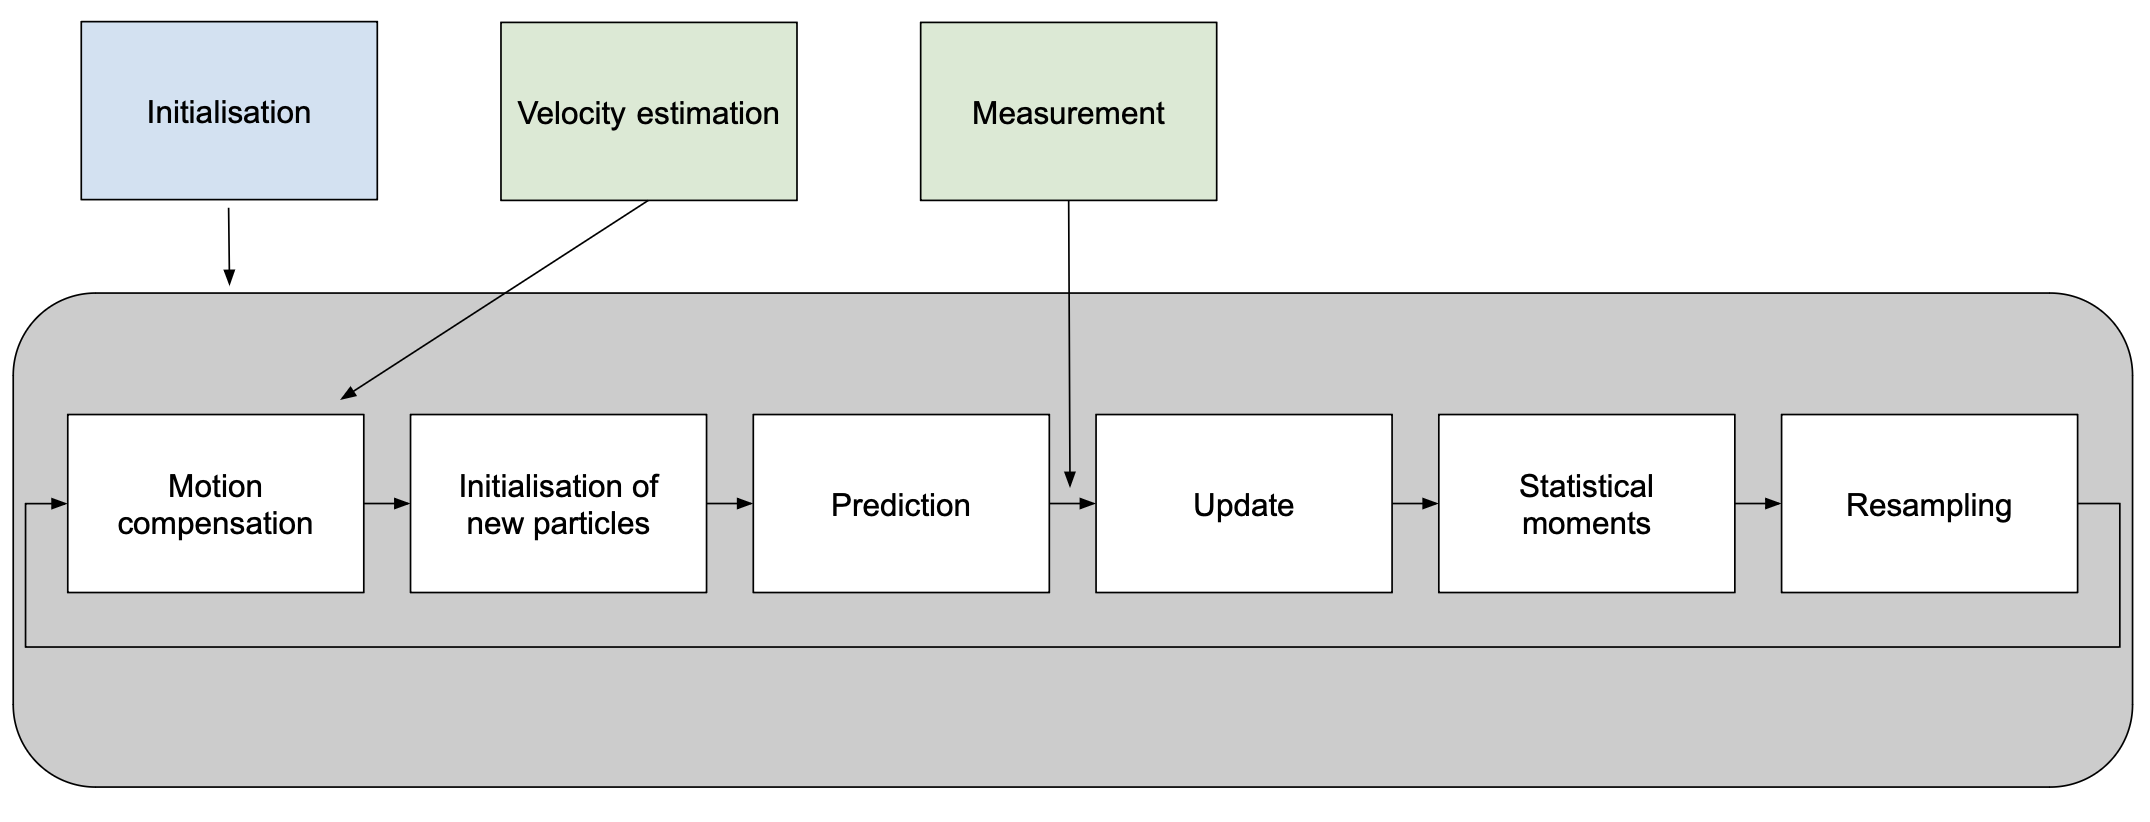 Initialisation
Velocity estimation
Measurement
Motion
compensation
Initialisation of
new particles
Prediction
Update
Statistical
moments
Resampling